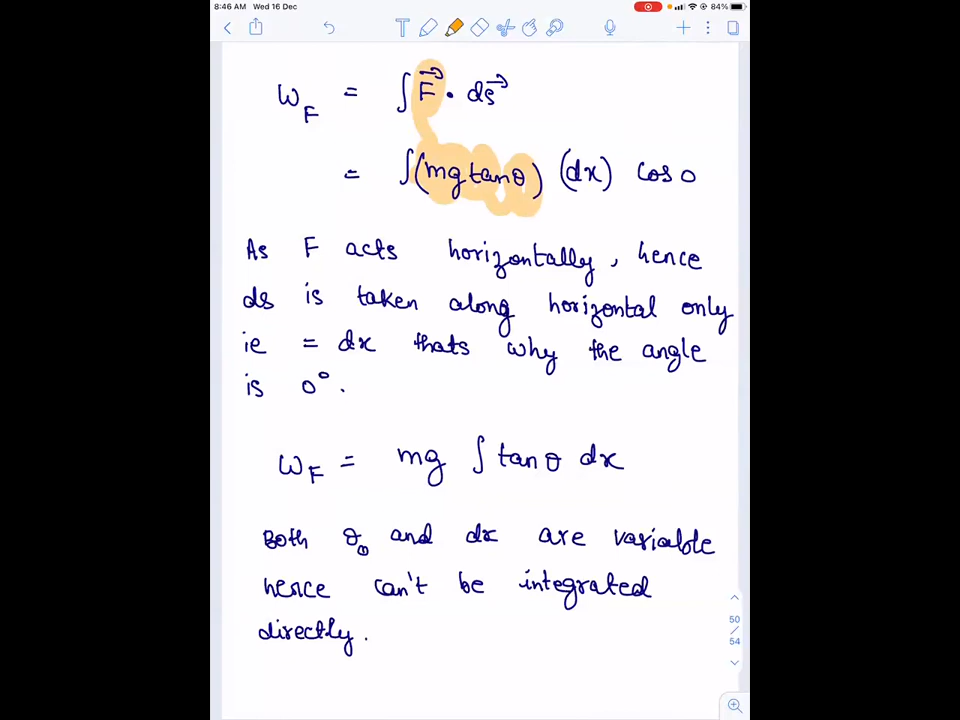 8:46 AM Wed 16 Dec 84%
W_F = ∫ F⃗ . ds⃗
= ∫ (mg tanθ) (dx) cos 0
As F acts horizontally, hence
ds is taken along horizontal only
ie = dx thats why the angle
is 0°.
W_F = mg ∫ tanθ dx
Both θ and dx are variable
hence can't be integrated
directly.
50
/
54